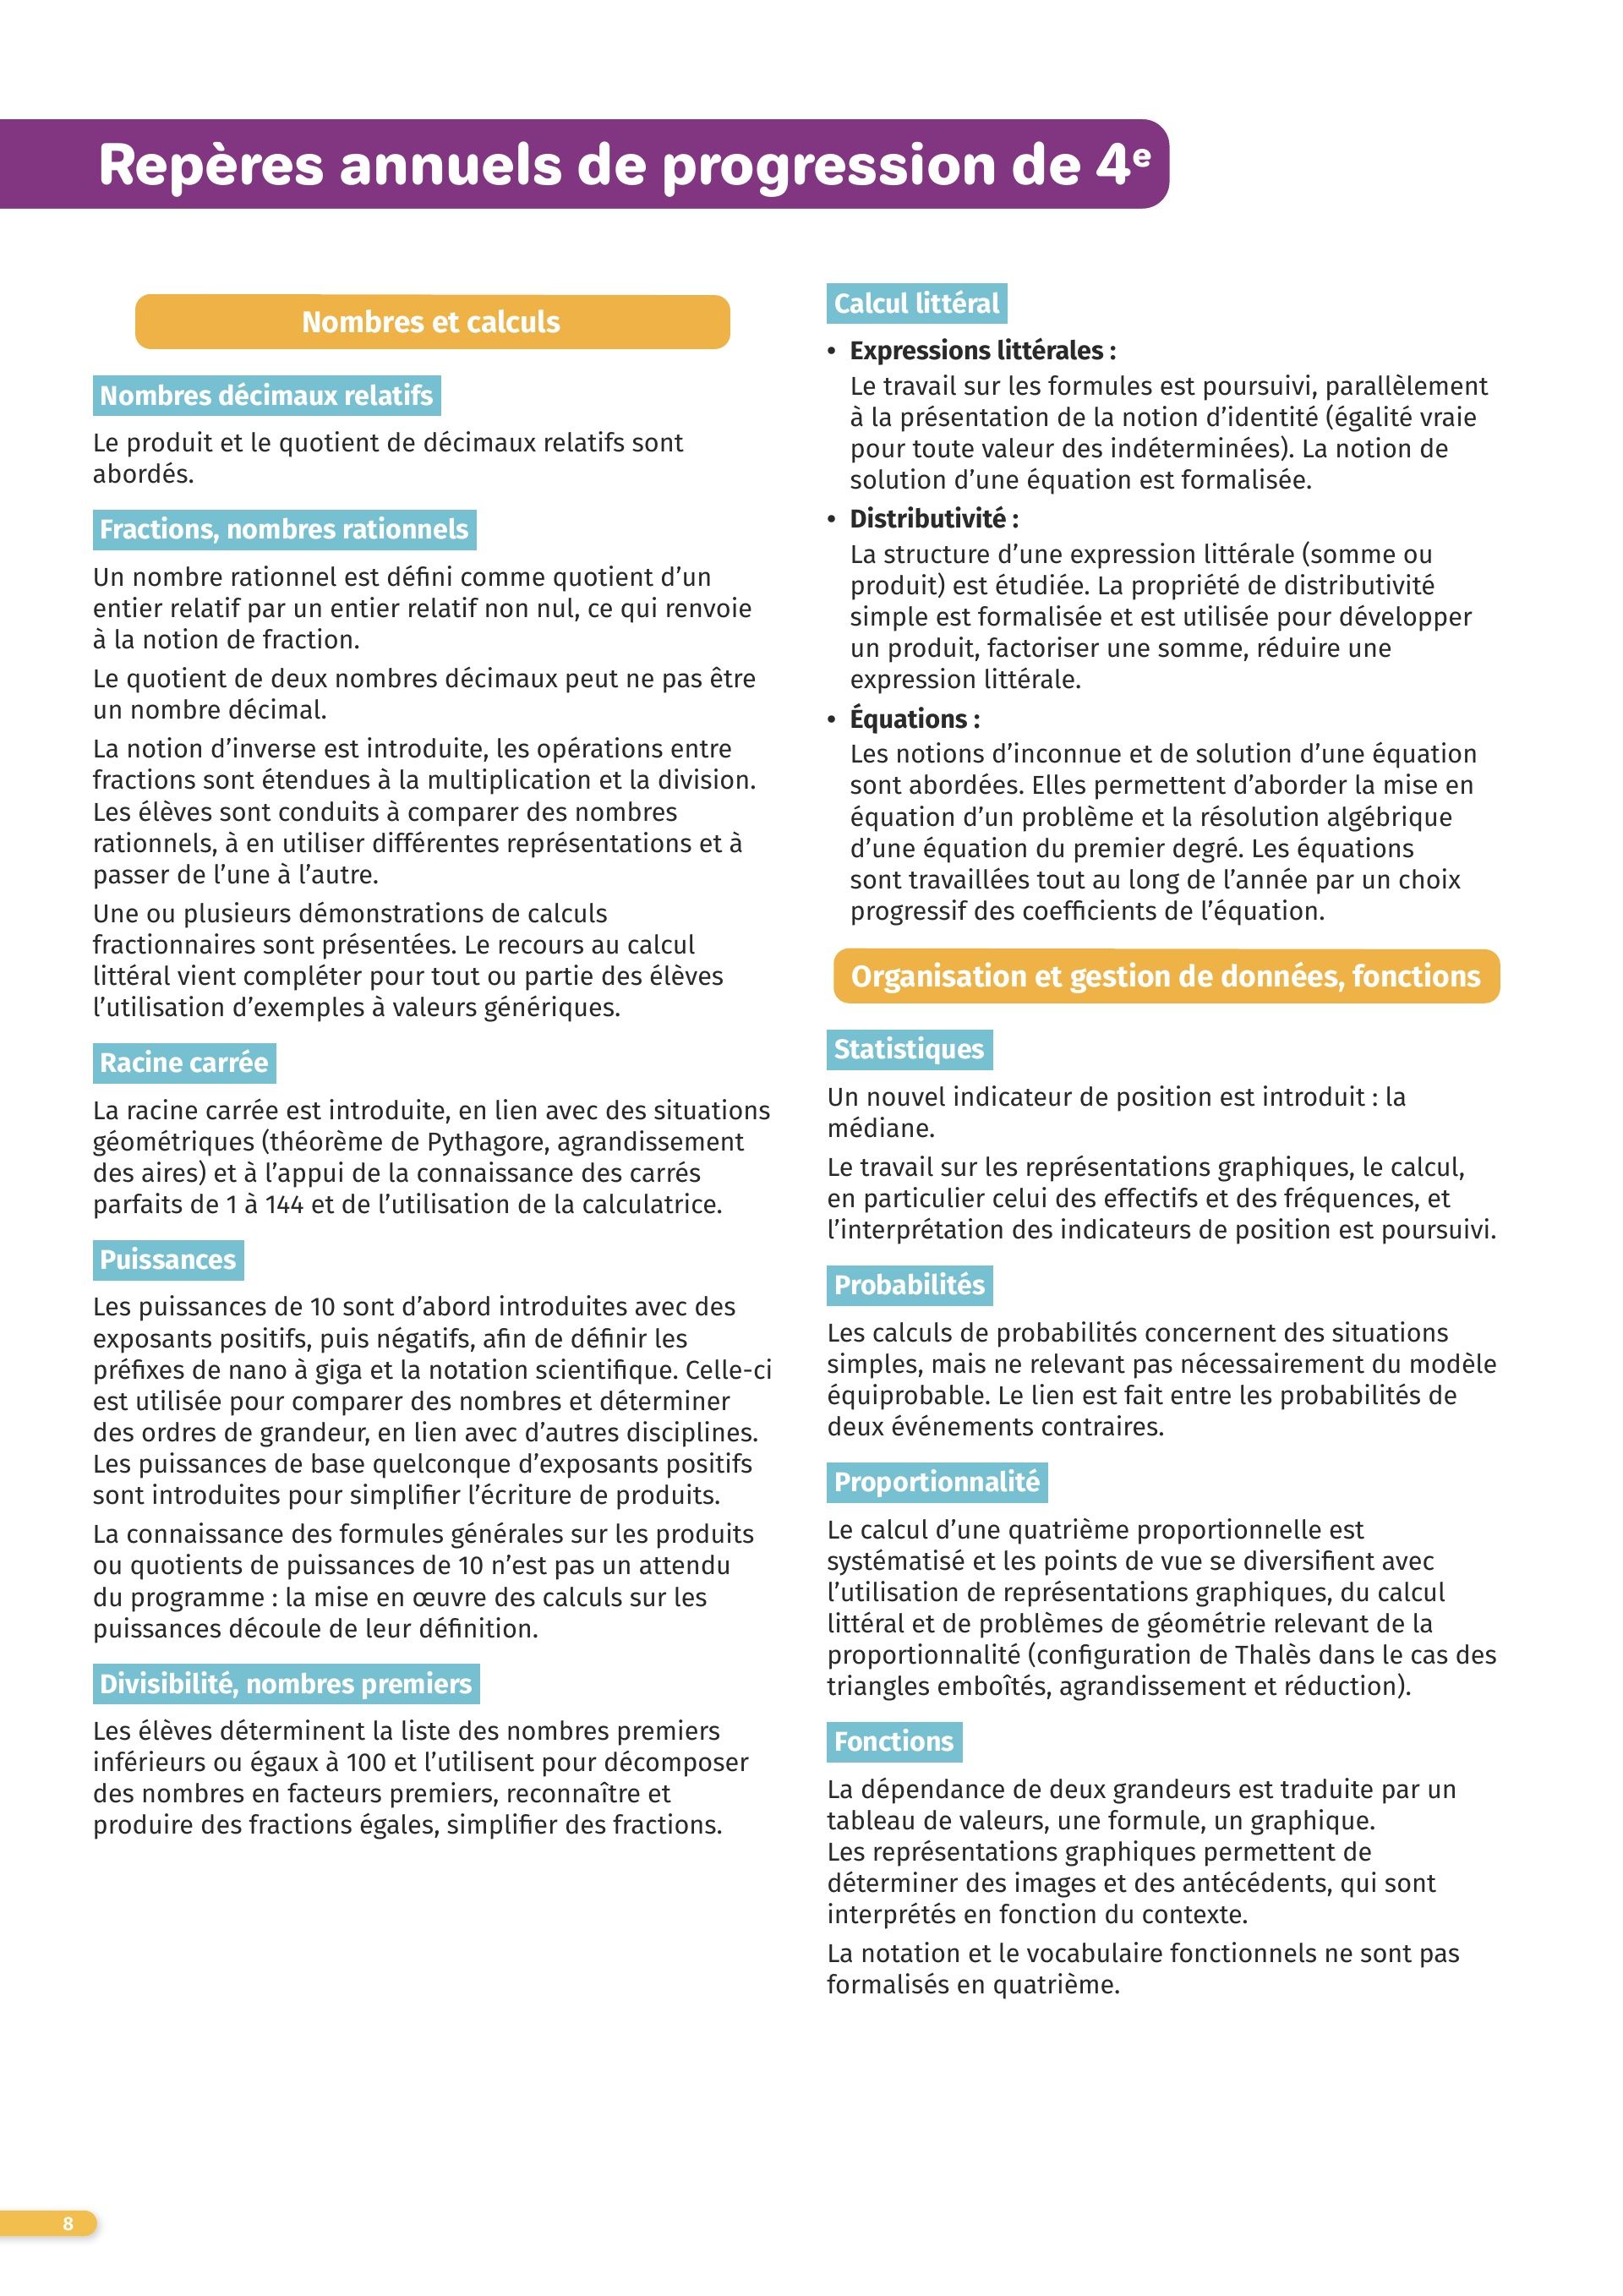 Repères annuels de progression de 4e
Nombres et calculs
Nombres décimaux relatifs
Le produit et le quotient de décimaux relatifs sont
abordés.
Fractions, nombres rationnels
Un nombre rationnel est défini comme quotient d’un
entier relatif par un entier relatif non nul, ce qui renvoie
à la notion de fraction.
Le quotient de deux nombres décimaux peut ne pas être
un nombre décimal.
La notion d’inverse est introduite, les opérations entre
fractions sont étendues à la multiplication et la division.
Les élèves sont conduits à comparer des nombres
rationnels, à en utiliser différentes représentations et à
passer de l’une à l’autre.
Une ou plusieurs démonstrations de calculs
fractionnaires sont présentées. Le recours au calcul
littéral vient compléter pour tout ou partie des élèves
l’utilisation d’exemples à valeurs génériques.
Racine carrée
La racine carrée est introduite, en lien avec des situations
géométriques (théorème de Pythagore, agrandissement
des aires) et à l’appui de la connaissance des carrés
parfaits de 1 à 144 et de l’utilisation de la calculatrice.
Puissances
Les puissances de 10 sont d’abord introduites avec des
exposants positifs, puis négatifs, afin de définir les
préfixes de nano à giga et la notation scientifique. Celle-ci
est utilisée pour comparer des nombres et déterminer
des ordres de grandeur, en lien avec d’autres disciplines.
Les puissances de base quelconque d’exposants positifs
sont introduites pour simplifier l’écriture de produits.
La connaissance des formules générales sur les produits
ou quotients de puissances de 10 n’est pas un attendu
du programme : la mise en œuvre des calculs sur les
puissances découle de leur définition.
Divisibilité, nombres premiers
Les élèves déterminent la liste des nombres premiers
inférieurs ou égaux à 100 et l’utilisent pour décomposer
des nombres en facteurs premiers, reconnaître et
produire des fractions égales, simplifier des fractions.
Calcul littéral
• Expressions littérales :
Le travail sur les formules est poursuivi, parallèlement
à la présentation de la notion d’identité (égalité vraie
pour toute valeur des indéterminées). La notion de
solution d’une équation est formalisée.
• Distributivité :
La structure d’une expression littérale (somme ou
produit) est étudiée. La propriété de distributivité
simple est formalisée et est utilisée pour développer
un produit, factoriser une somme, réduire une
expression littérale.
• Équations :
Les notions d’inconnue et de solution d’une équation
sont abordées. Elles permettent d’aborder la mise en
équation d’un problème et la résolution algébrique
d’une équation du premier degré. Les équations
sont travaillées tout au long de l’année par un choix
progressif des coefficients de l’équation.
Organisation et gestion de données, fonctions
Statistiques
Un nouvel indicateur de position est introduit : la
médiane.
Le travail sur les représentations graphiques, le calcul,
en particulier celui des effectifs et des fréquences, et
l’interprétation des indicateurs de position est poursuivi.
Probabilités
Les calculs de probabilités concernent des situations
simples, mais ne relevant pas nécessairement du modèle
équiprobable. Le lien est fait entre les probabilités de
deux événements contraires.
Proportionnalité
Le calcul d’une quatrième proportionnelle est
systématisé et les points de vue se diversifient avec
l’utilisation de représentations graphiques, du calcul
littéral et de problèmes de géométrie relevant de la
proportionnalité (configuration de Thalès dans le cas des
triangles emboîtés, agrandissement et réduction).
Fonctions
La dépendance de deux grandeurs est traduite par un
tableau de valeurs, une formule, un graphique.
Les représentations graphiques permettent de
déterminer des images et des antécédents, qui sont
interprétés en fonction du contexte.
La notation et le vocabulaire fonctionnels ne sont pas
formalisés en quatrième.
8